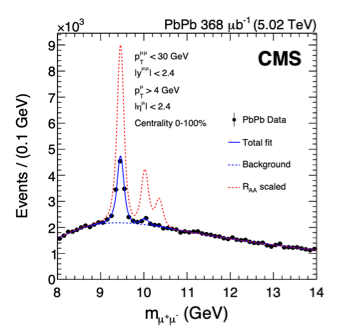 ×10³
PbPb 368 μb⁻¹ (5.02 TeV)
CMS
p_T^μμ < 30 GeV
|y^μμ| < 2.4
p_T^μ > 4 GeV
|η^μ| < 2.4
Centrality 0-100%
PbPb Data
Total fit
Background
R_AA scaled
Events / (0.1 GeV)
9
8
7
6
5
4
3
2
1
0
8 9 10 11 12 13 14
m_μ⁺μ⁻ (GeV)